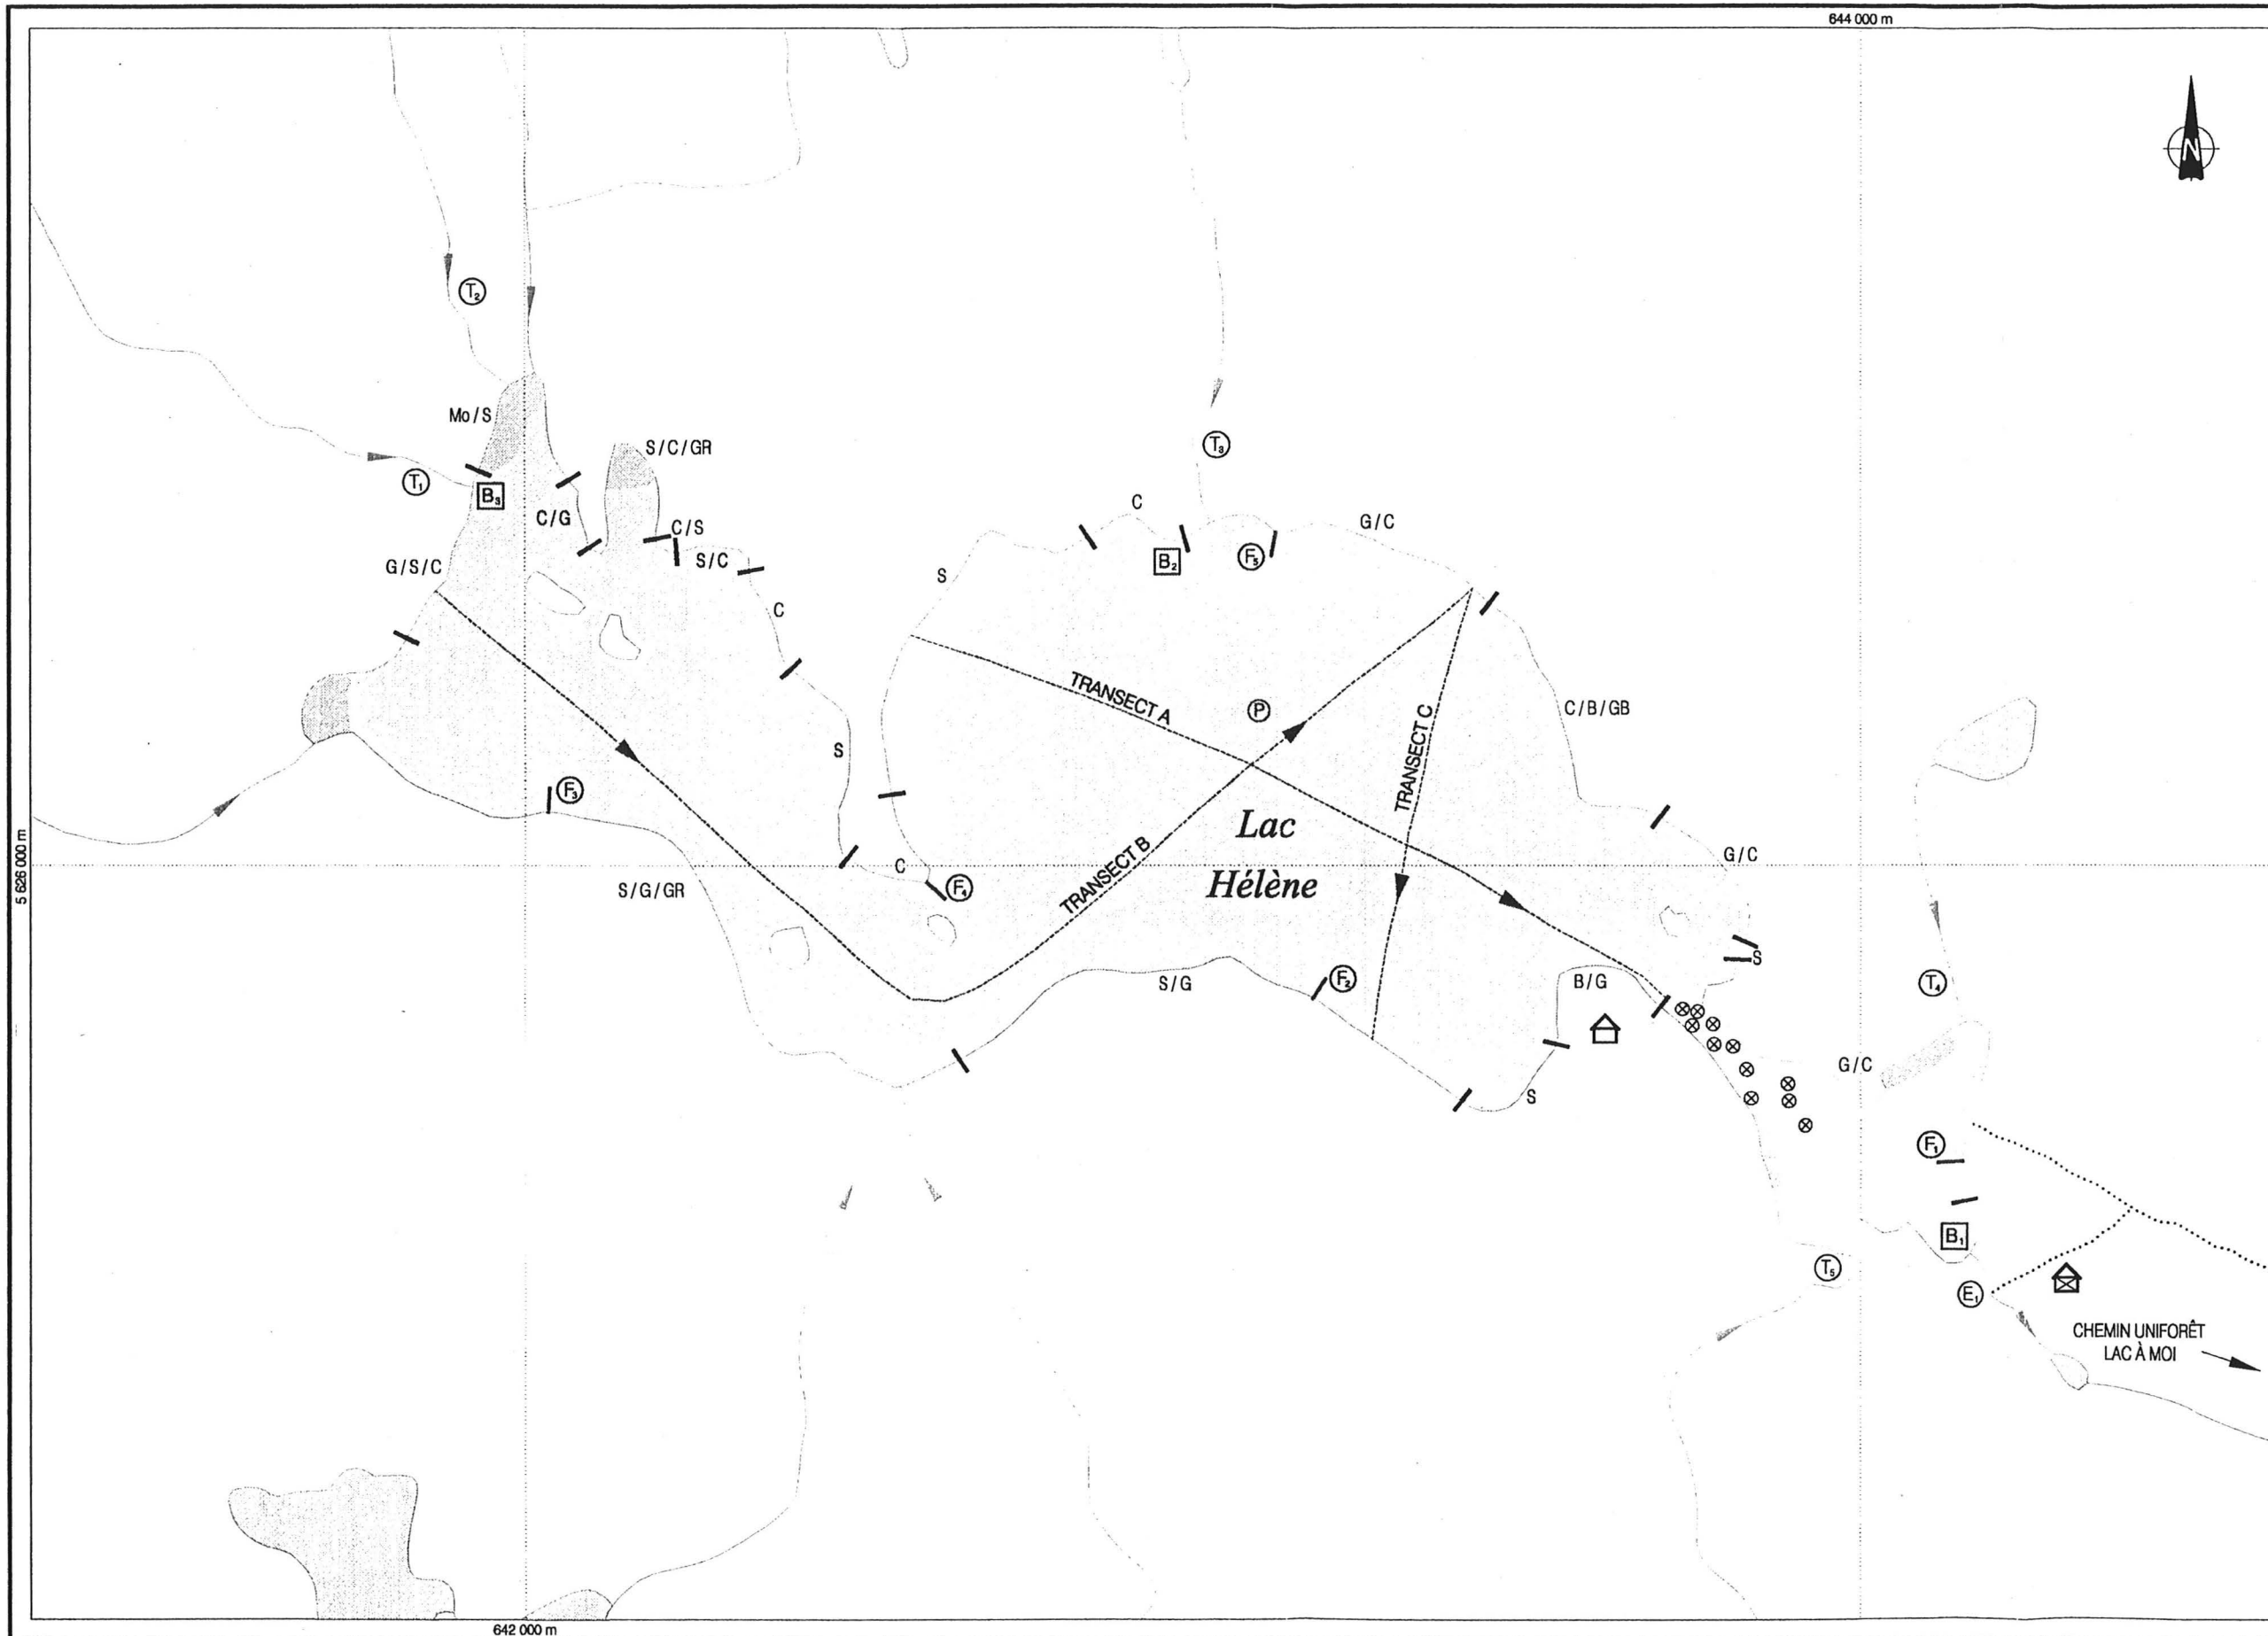 644 000 m
N
T₂
Mo/S
S/C/GR
T₃
T₁
B₃
C
C/G
G/C
C/S
B₂
F₅
S/C
G/S/C
S
C
TRANSECT A
P
TRANSECT C
C/B/GB
S
F₃
Lac
Hélène
5 626 000 m
G/C
TRANSECT B
C
F₄
S/G/GR
S
S/G
F₂
B/G
T₄
G/C
S
F₁
B₁
T₅
E₁
CHEMIN UNIFORÊT
LAC À MOI
642 000 m